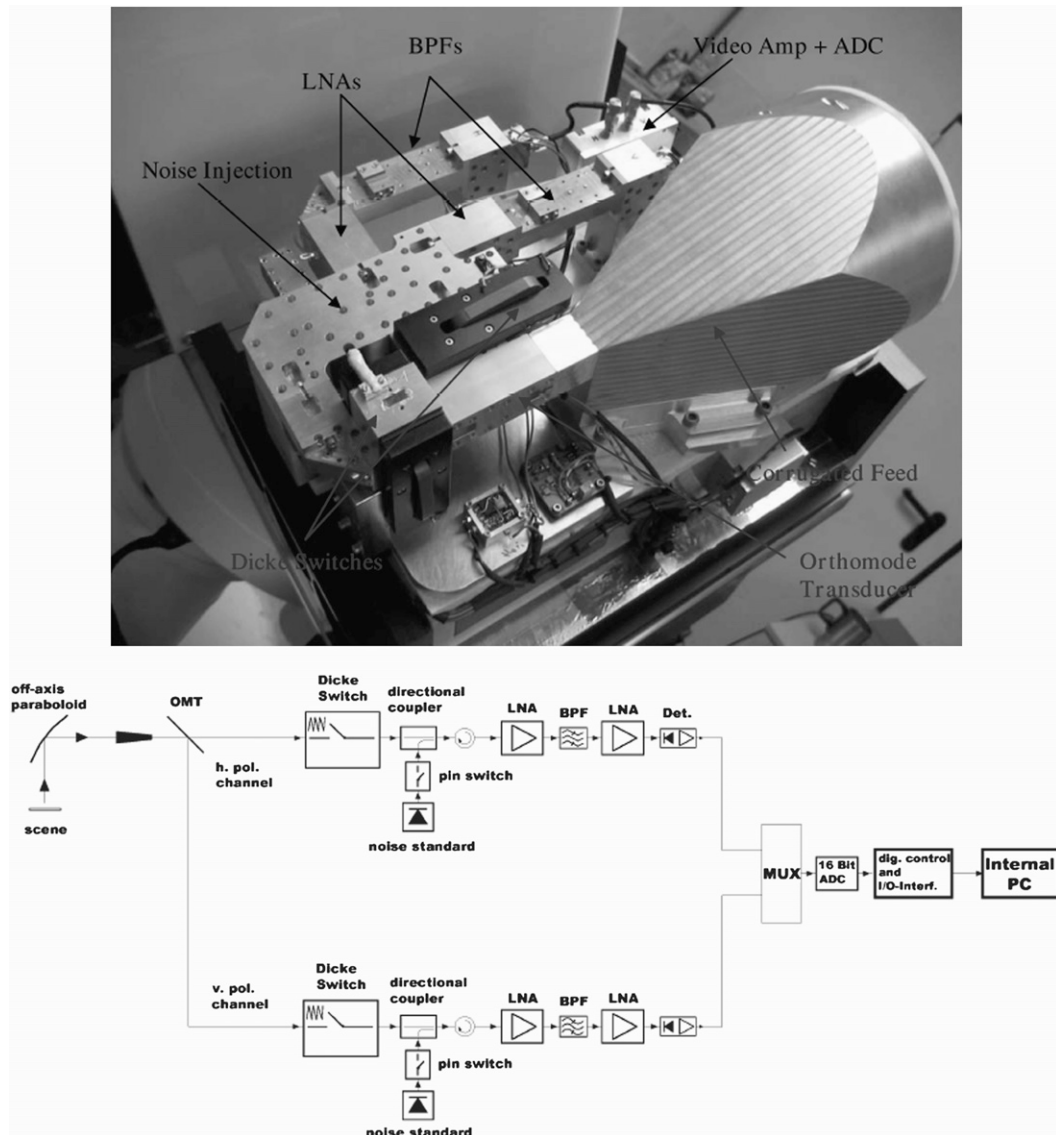 BPFs
Video Amp + ADC
LNAs
Noise Injection
Corrugated Feed
Dicke Switches
Orthomode
Transducer
off-axis
paraboloid
OMT
Dicke
Switch
directional
coupler
LNA
BPF
LNA
Det.
h. pol.
channel
pin switch
scene
noise standard
MUX
16 Bit
ADC
dig. control
and
I/O-Interf.
Internal
PC
v. pol.
channel
Dicke
Switch
directional
coupler
LNA
BPF
LNA
pin switch
noise standard